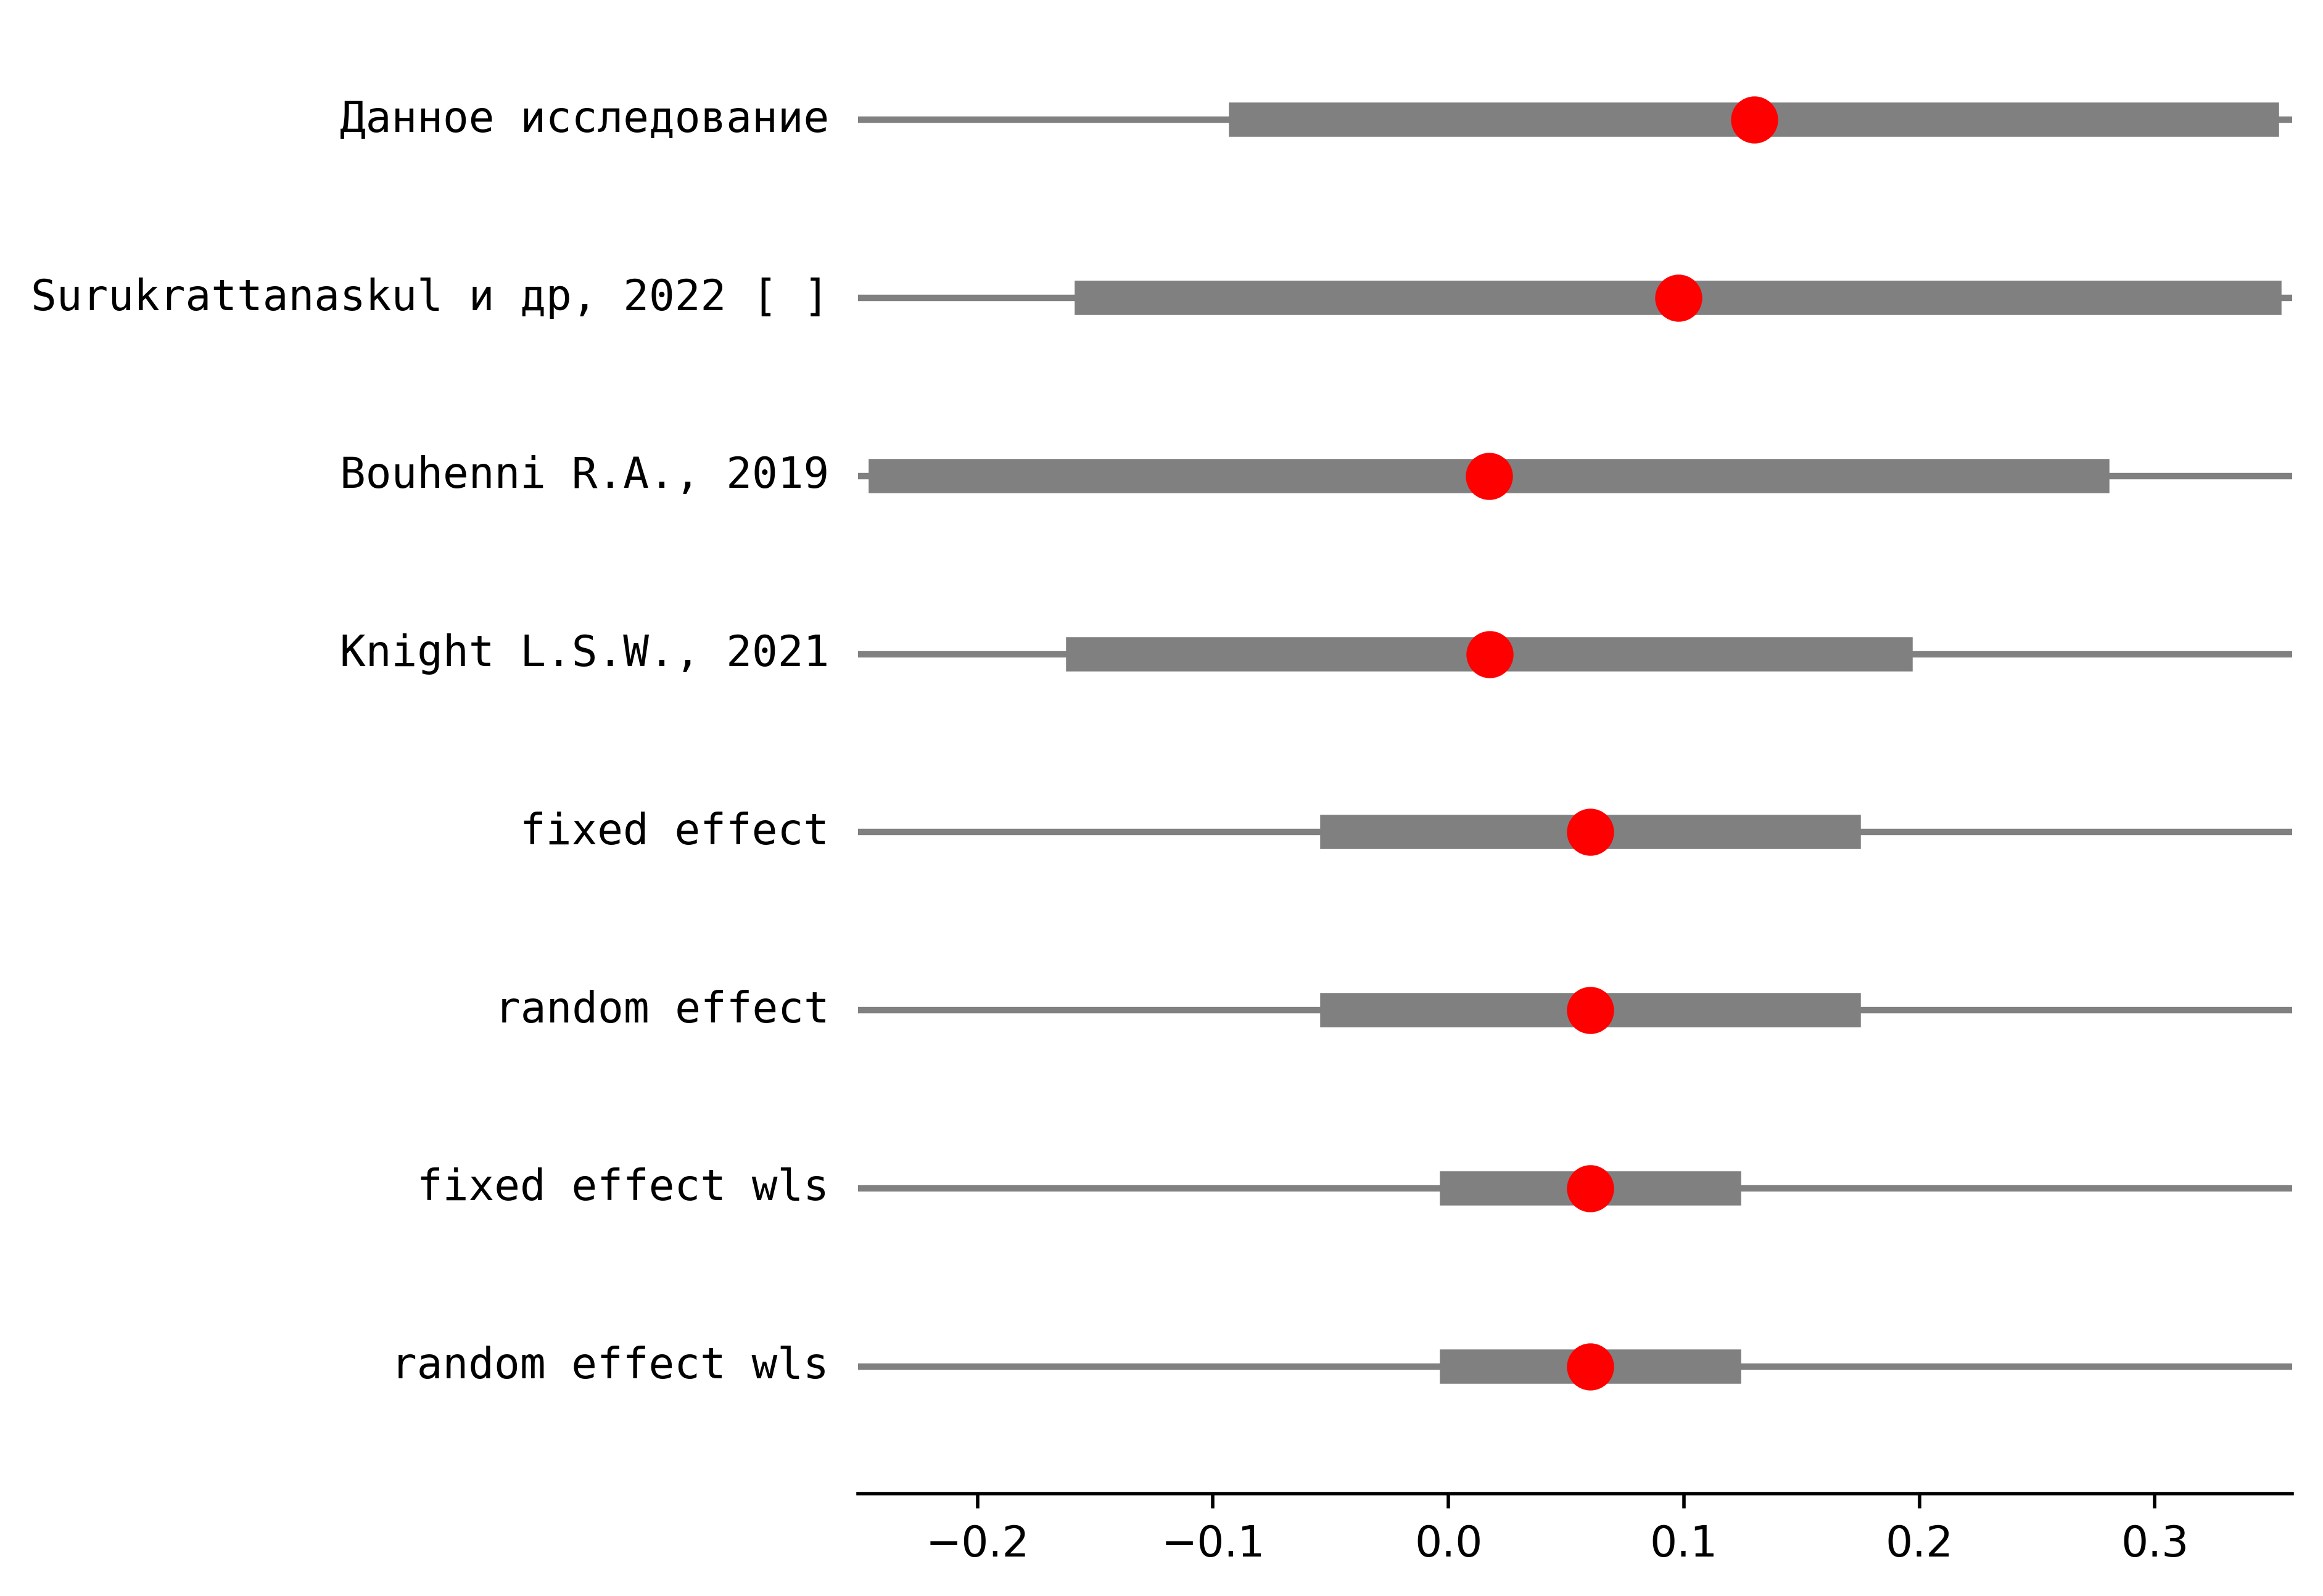 Данное исследование
Surukrattanaskul и др, 2022 [ ]
Bouhenni R.A., 2019
Knight L.S.W., 2021
fixed effect
random effect
fixed effect wls
random effect wls
−0.2 −0.1 0.0 0.1 0.2 0.3